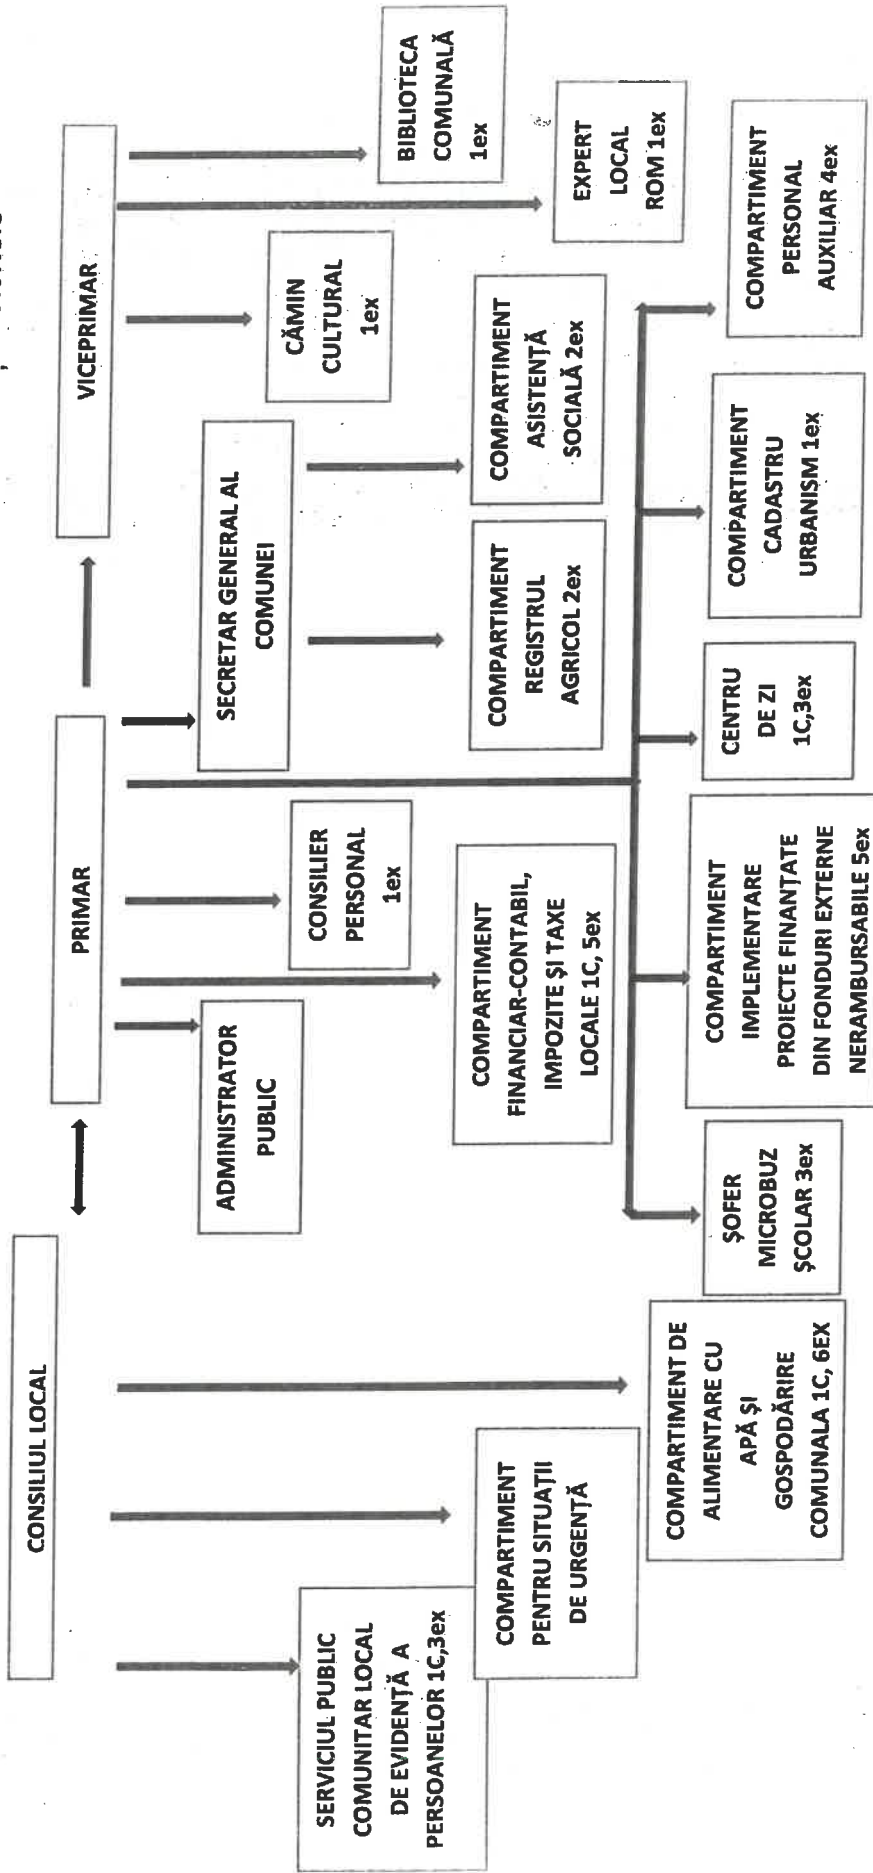 CONSILIUL LOCAL
PRIMAR
VICEPRIMAR
SERVICIUL PUBLIC
COMUNITAR LOCAL
DE EVIDENȚĂ A
PERSOANELOR 1C,3ex
COMPARTIMENT
PENTRU SITUAȚII
DE URGENȚĂ
COMPARTIMENT DE
ALIMENTARE CU
APĂ ȘI
GOSPODĂRIRE
COMUNALA 1C, 6EX
ADMINISTRATOR
PUBLIC
CONSILIER
PERSONAL
1ex
SECRETAR GENERAL AL
COMUNEI
CĂMIN
CULTURAL
1ex
BIBLIOTECA
COMUNALĂ
1ex
COMPARTIMENT
FINANCIAR-CONTABIL,
IMPOZITE ȘI TAXE
LOCALE 1C, 5ex
COMPARTIMENT
REGISTRUL
AGRICOL 2ex
COMPARTIMENT
ASISTENȚĂ
SOCIALĂ 2ex
EXPERT
LOCAL
ROM 1ex
ȘOFER
MICROBUZ
ȘCOLAR 3ex
COMPARTIMENT
IMPLEMENTARE
PROIECTE FINANȚATE
DIN FONDURI EXTERNE
NERAMBURSABILE 5ex
CENTRU
DE ZI
1C,3ex
COMPARTIMENT
CADASTRU
URBANISM 1ex
COMPARTIMENT
PERSONAL
AUXILIAR 4ex